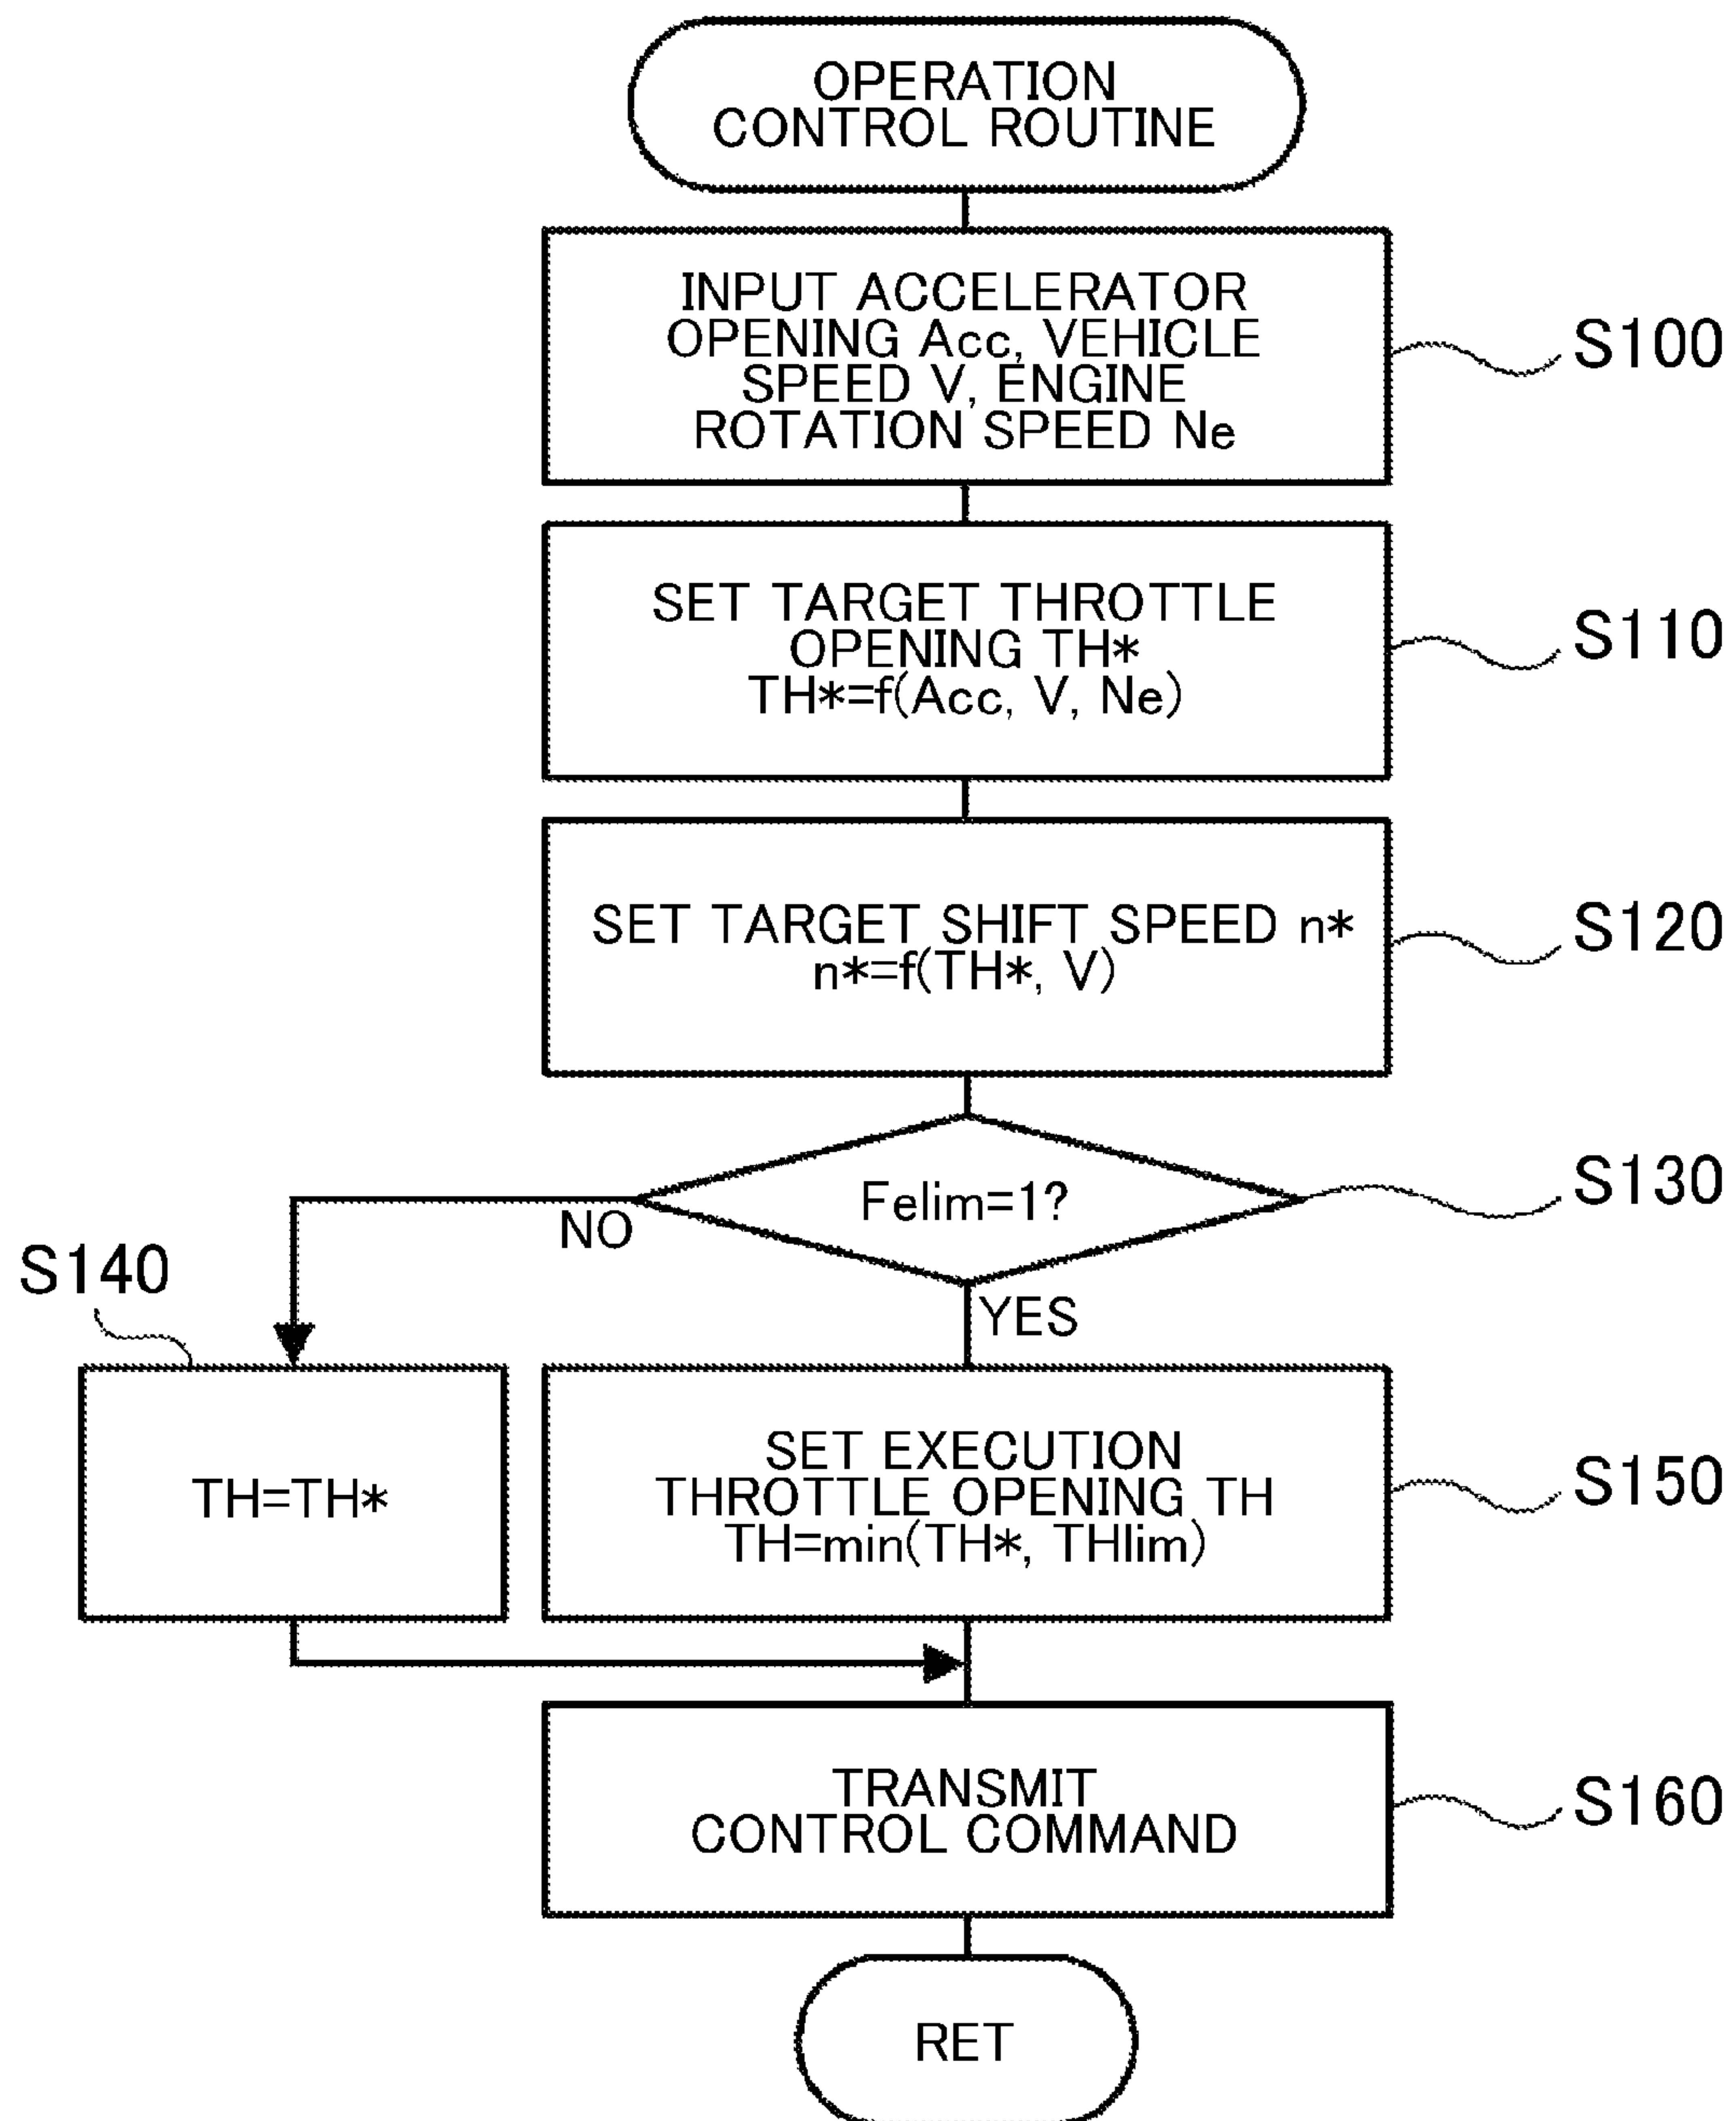 OPERATION
CONTROL ROUTINE
INPUT ACCELERATOR
OPENING Acc, VEHICLE
SPEED V, ENGINE
ROTATION SPEED Ne
S100
SET TARGET THROTTLE
OPENING TH*
TH*=f(Acc, V, Ne)
S110
SET TARGET SHIFT SPEED n*
n*=f(TH*, V)
S120
Felim=1?
S130
NO
YES
S140
TH=TH*
SET EXECUTION
THROTTLE OPENING TH
TH=min(TH*, THlim)
S150
TRANSMIT
CONTROL COMMAND
S160
RET